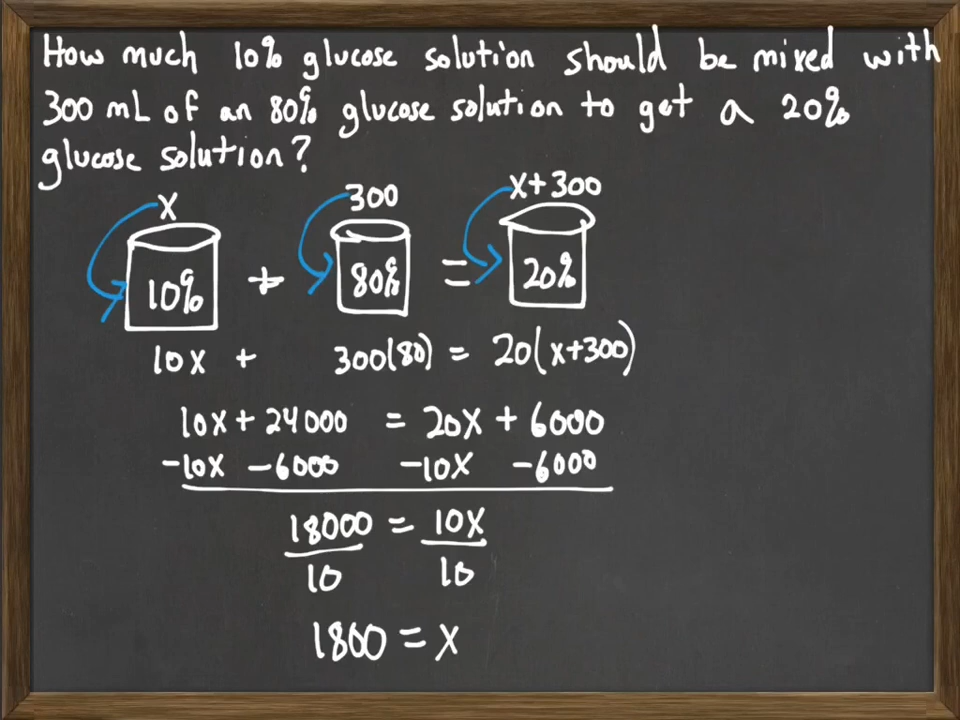 How much 10% glucose solution should be mixed with
300 mL of an 80% glucose solution to get a 20%
glucose solution?
x 300 x+300
10% + 80% = 20%
10x + 300(80) = 20(x+300)
10x + 24000 = 20x + 6000
-10x -6000 -10x -6000
18000 = 10x
10 10
1800 = x